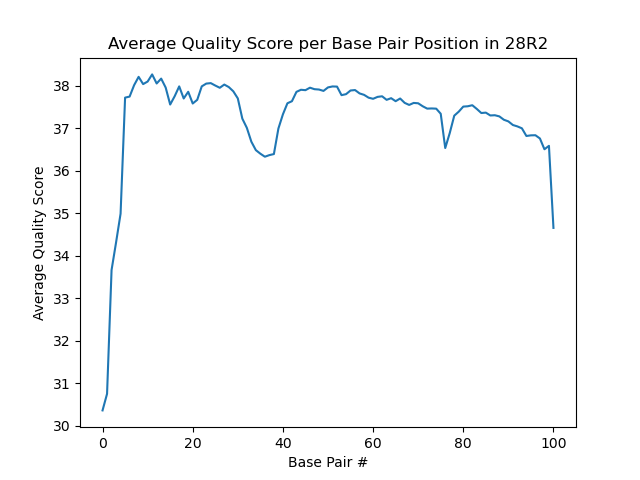 Average Quality Score per Base Pair Position in 28R2
Average Quality Score
38
37
36
35
34
33
32
31
30
0 20 40 60 80 100
Base Pair #